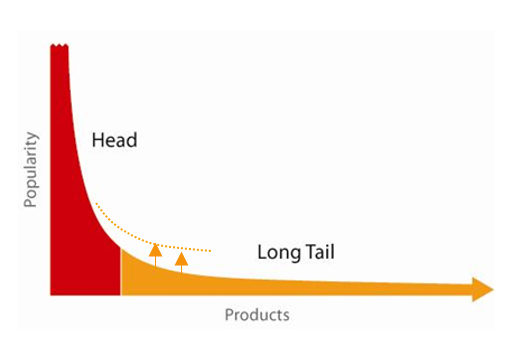 Head
Popularity
Long Tail
Products